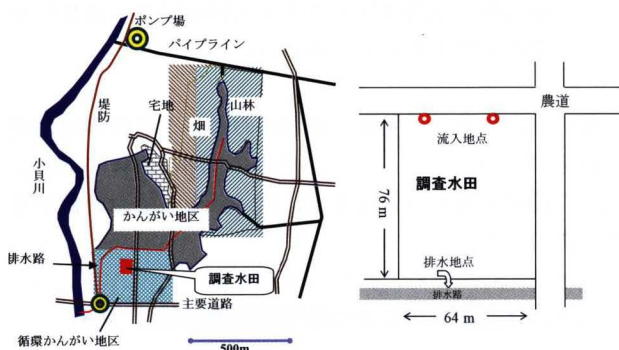 ポンプ場
パイプライン
堤防
宅地
畑
山林
小貝川
かんがい地区
排水路
調査水田
主要道路
循環かんがい地区
500m
農道
流入地点
調査水田
76 m
排水地点
排水路
64 m